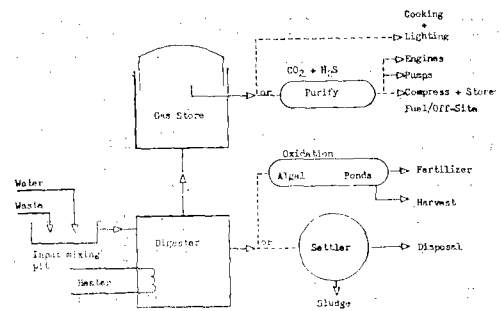 Cooking
+
Lighting
CO2 + H2S
Engines
Pumps
or
Purify
Compress + Store
Fuel/Off-Site
Gas Store
Oxidation
Algal Ponds
Fertilizer
Harvest
Water
Waste
Input mixing
pit
Digester
or
Settler
Disposal
Heater
Sludge